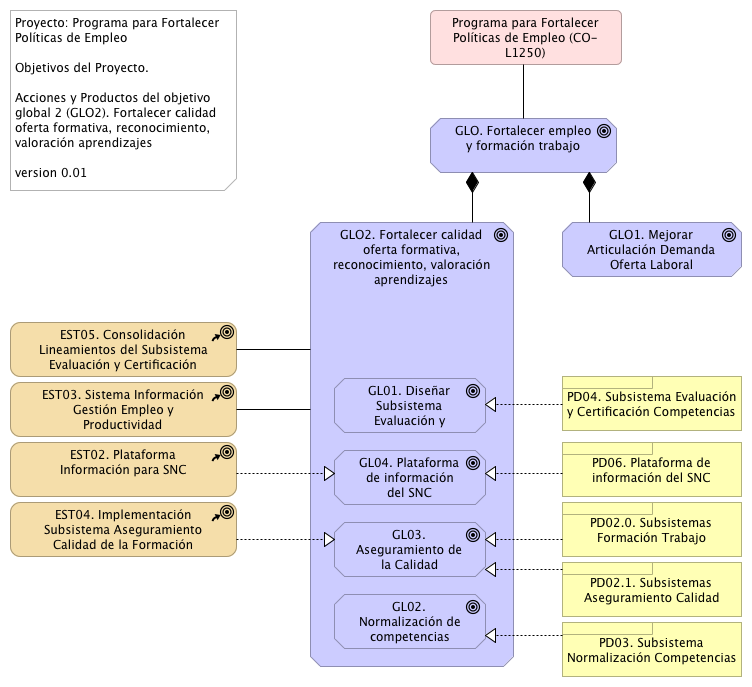 Proyecto: Programa para Fortalecer
Políticas de Empleo
Objetivos del Proyecto.
Acciones y Productos del objetivo
global 2 (GLO2). Fortalecer calidad
oferta formativa, reconocimiento,
valoración aprendizajes
version 0.01
Programa para Fortalecer
Políticas de Empleo (CO-
L1250)
GLO. Fortalecer empleo
y formación trabajo
GLO2. Fortalecer calidad
oferta formativa,
reconocimiento, valoración
aprendizajes
GLO1. Mejorar
Articulación Demanda
Oferta Laboral
EST05. Consolidación
Lineamientos del Subsistema
Evaluación y Certificación
EST03. Sistema Información
Gestión Empleo y
Productividad
EST02. Plataforma
Información para SNC
EST04. Implementación
Subsistema Aseguramiento
Calidad de la Formación
GL01. Diseñar
Subsistema
Evaluación y
GL04. Plataforma
de información
del SNC
GL03.
Aseguramiento de
la Calidad
GL02.
Normalización de
competencias
PD04. Subsistema Evaluación
y Certificación Competencias
PD06. Plataforma de
información del SNC
PD02.0. Subsistemas
Formación Trabajo
PD02.1. Subsistemas
Aseguramiento Calidad
PD03. Subsistema
Normalización Competencias